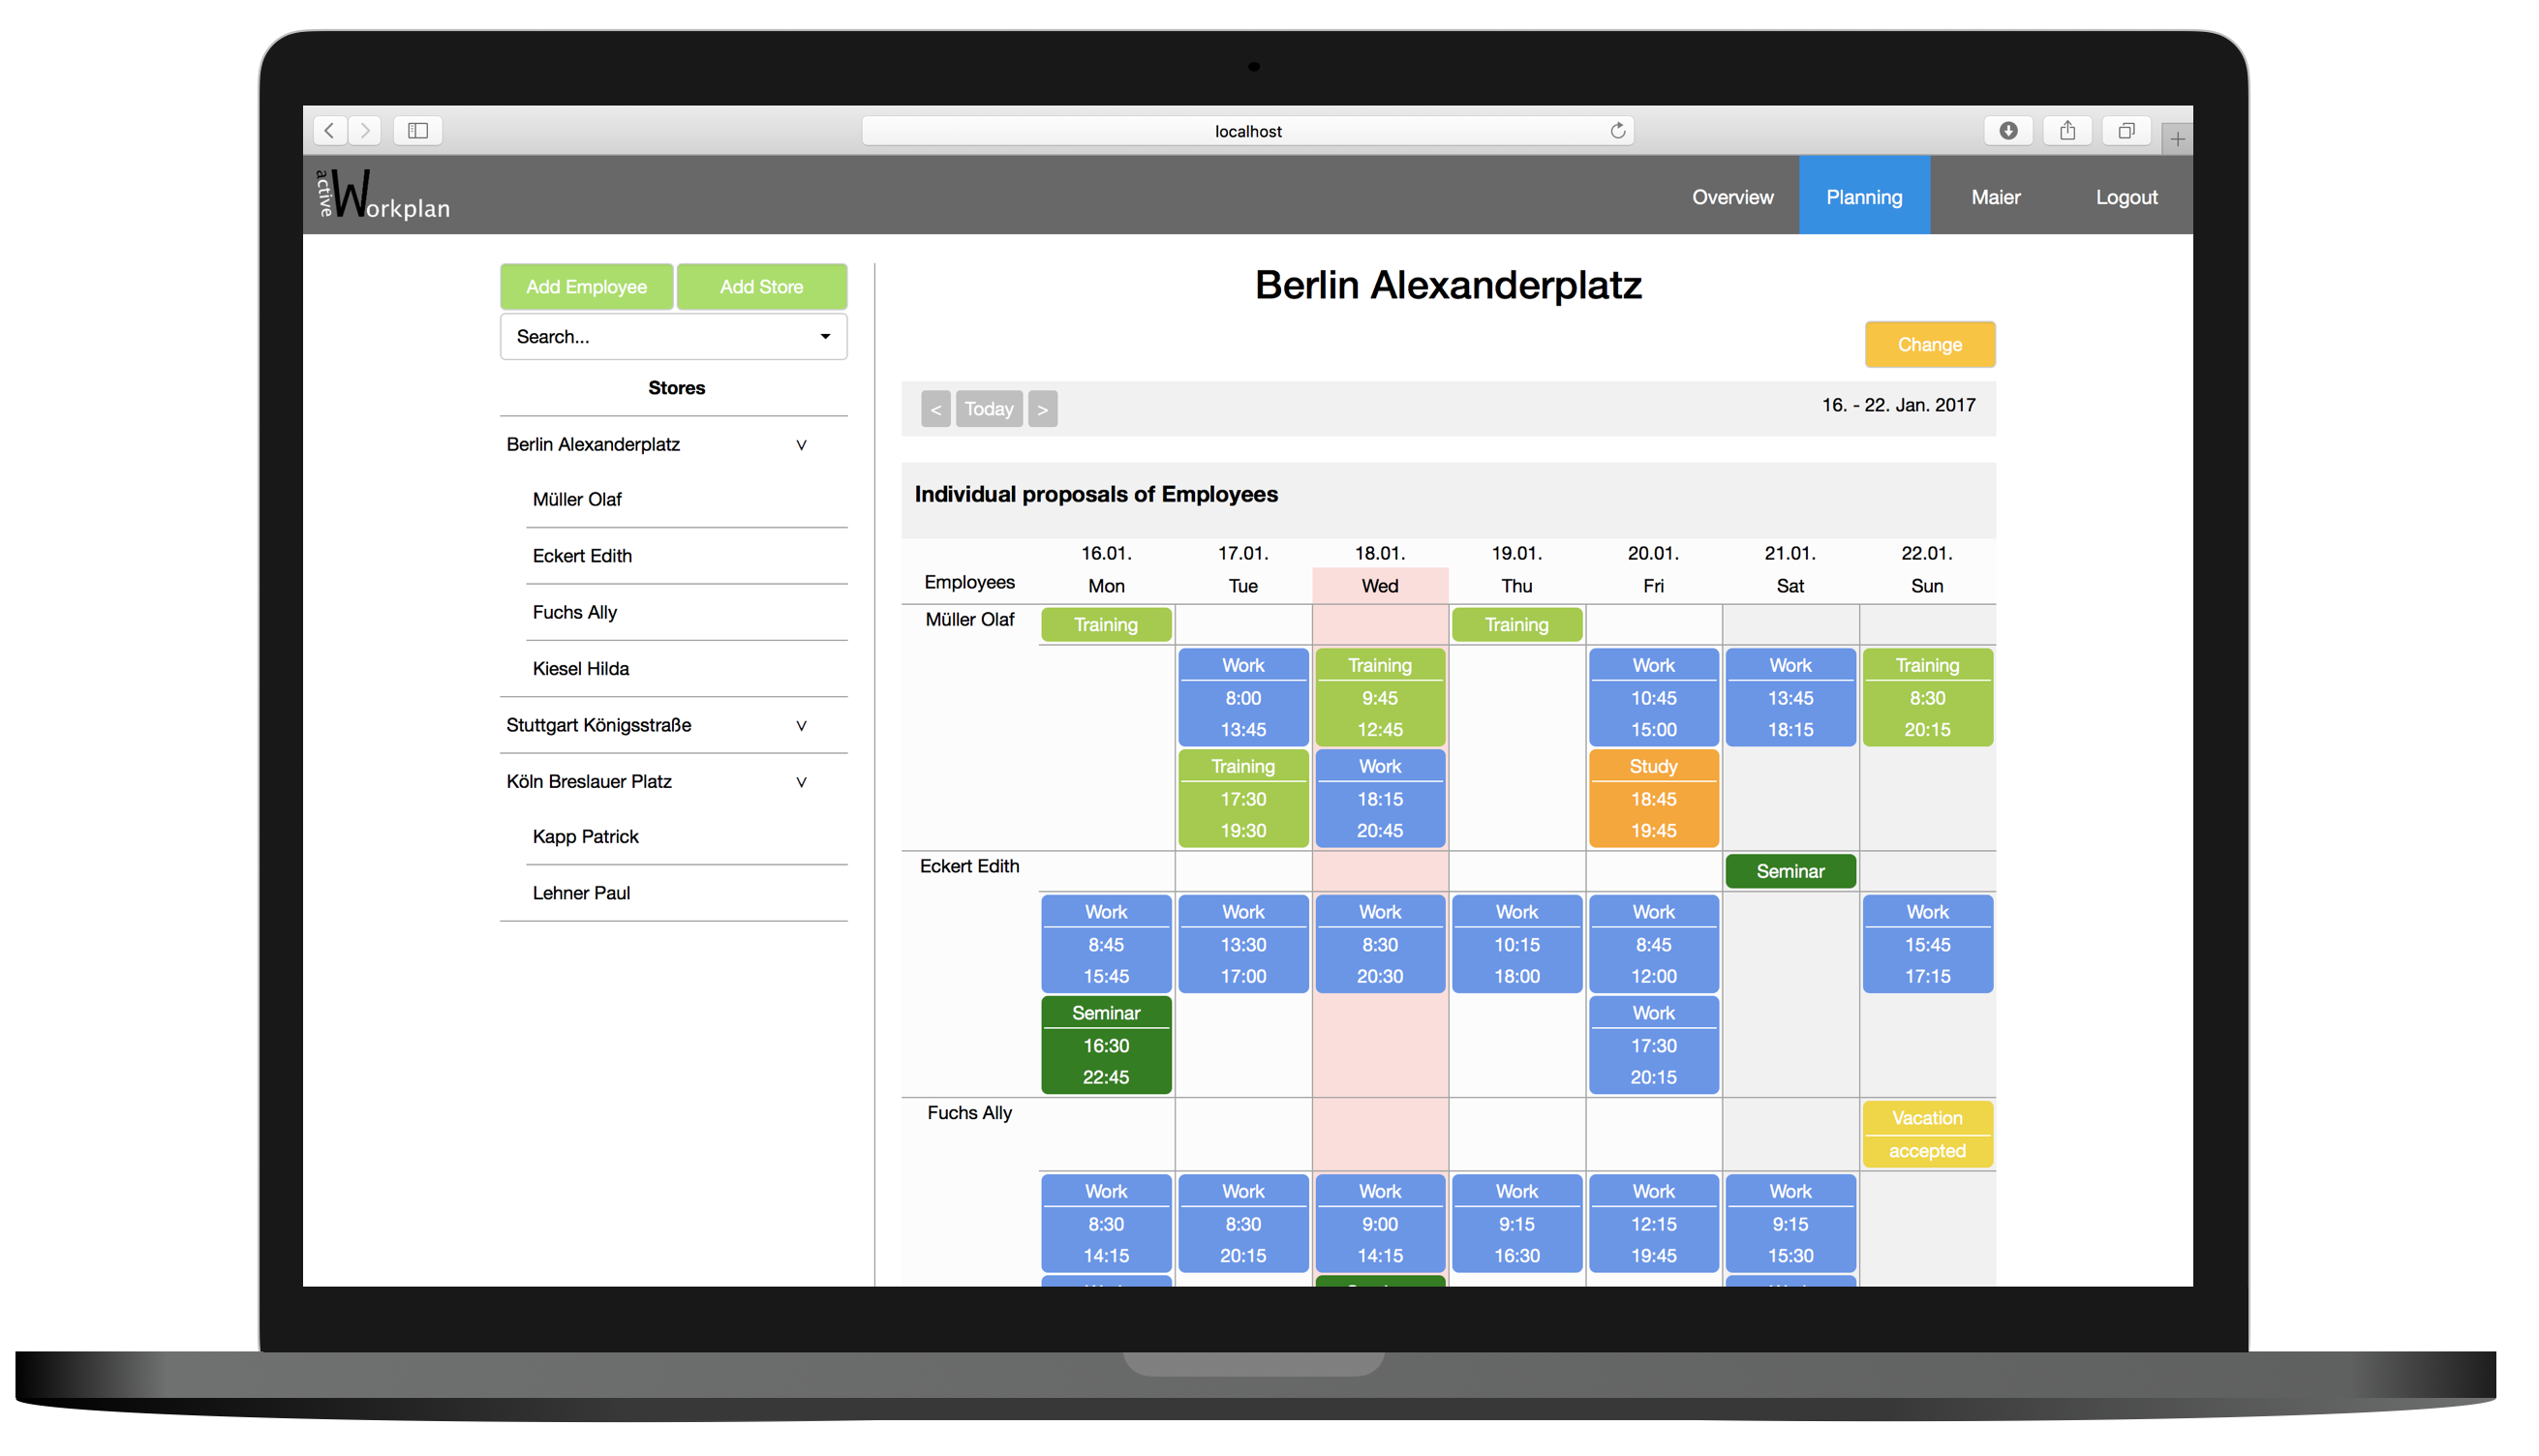 localhost
active Workplan
Overview
Planning
Maier
Logout
Add Employee
Add Store
Search...
Stores
Berlin Alexanderplatz
Müller Olaf
Eckert Edith
Fuchs Ally
Kiesel Hilda
Stuttgart Königsstraße
Köln Breslauer Platz
Kapp Patrick
Lehner Paul
Berlin Alexanderplatz
Change
< Today >
16. - 22. Jan. 2017
Individual proposals of Employees
16.01. 17.01. 18.01. 19.01. 20.01. 21.01. 22.01.
Employees Mon Tue Wed Thu Fri Sat Sun
Müller Olaf Training Training
Work Training Work Work Training
8:00 9:45 10:45 13:45 8:30
13:45 12:45 15:00 18:15 20:15
Training Work Study
17:30 18:15 18:45
19:30 20:45 19:45
Eckert Edith Seminar
Work Work Work Work Work Work
8:45 13:30 8:30 10:15 8:45 15:45
15:45 17:00 20:30 18:00 12:00 17:15
Seminar Work
16:30 17:30
22:45 20:15
Fuchs Ally Vacation
accepted
Work Work Work Work Work Work
8:30 8:30 9:00 9:15 12:15 9:15
14:15 20:15 14:15 16:30 19:45 15:30